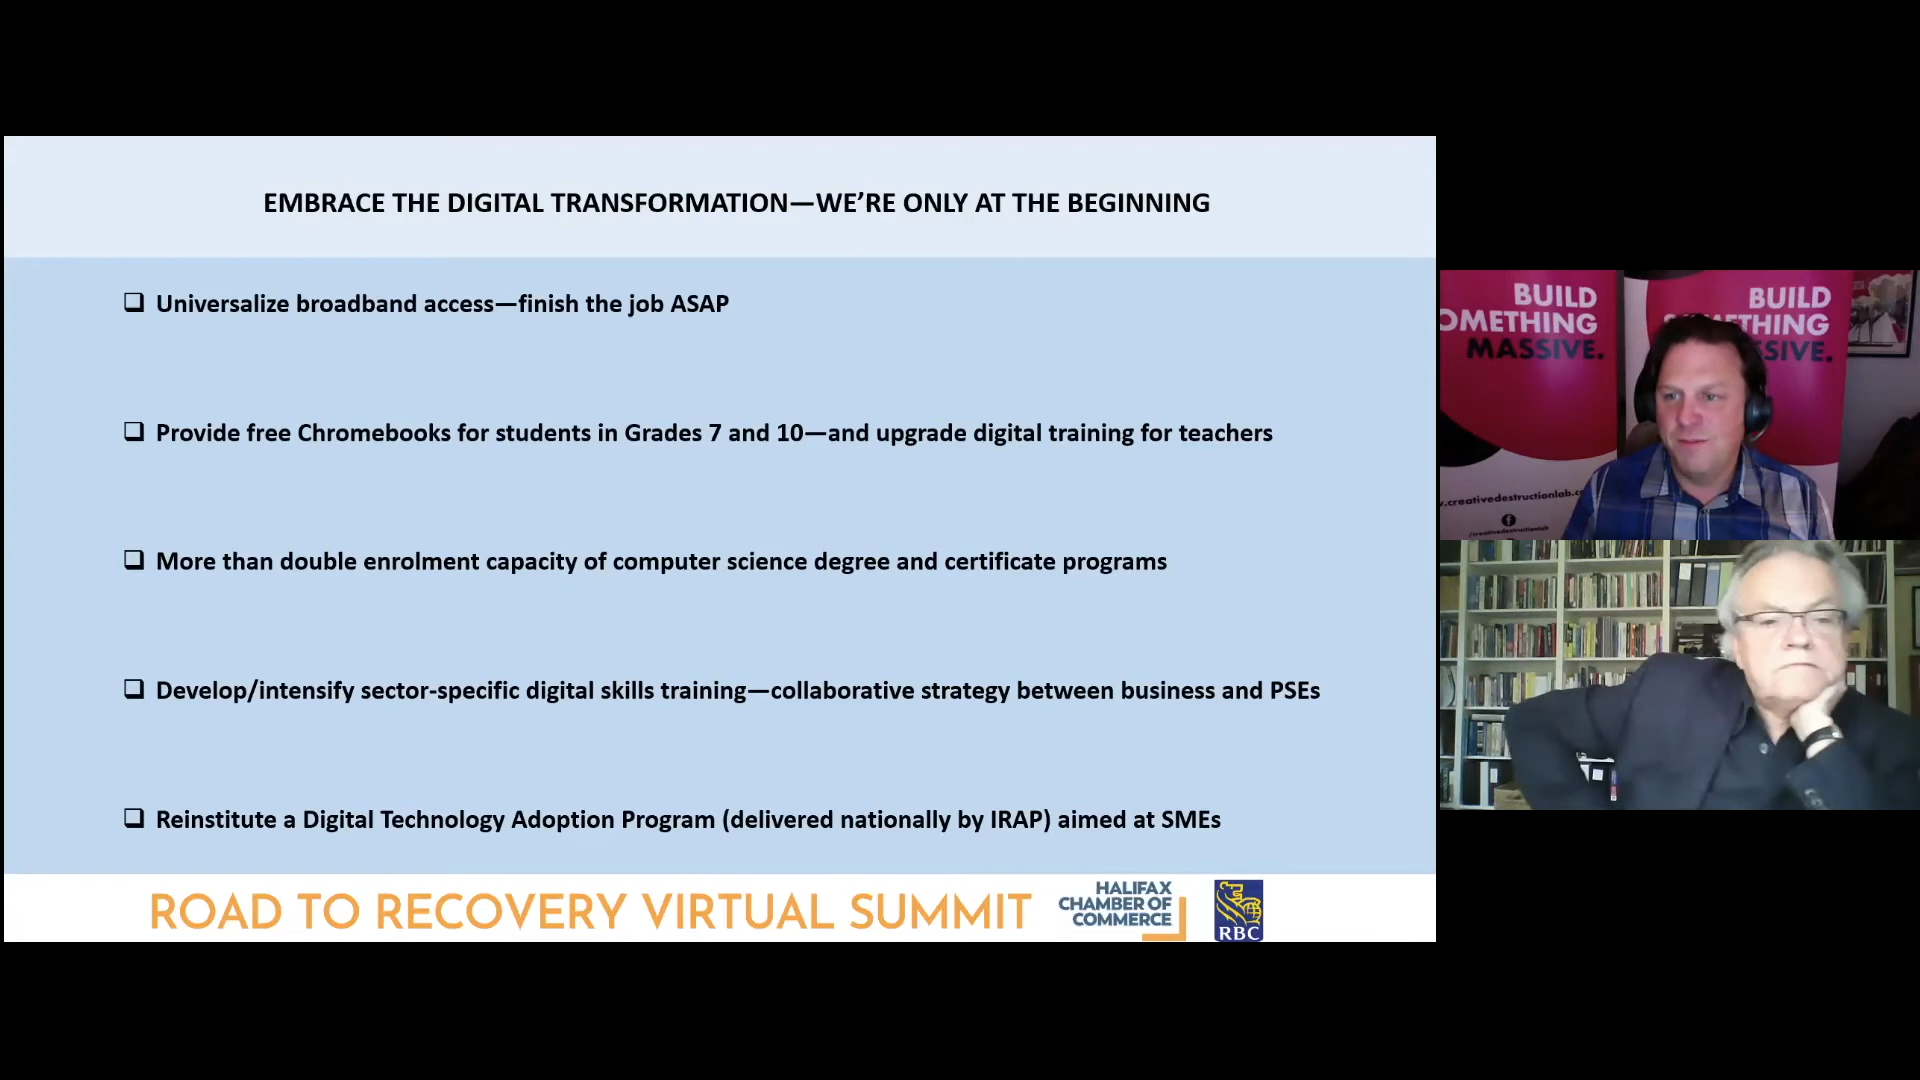 EMBRACE THE DIGITAL TRANSFORMATION—WE'RE ONLY AT THE BEGINNING
❑ Universalize broadband access—finish the job ASAP
❑ Provide free Chromebooks for students in Grades 7 and 10—and upgrade digital training for teachers
❑ More than double enrolment capacity of computer science degree and certificate programs
❑ Develop/intensify sector-specific digital skills training—collaborative strategy between business and PSEs
❑ Reinstitute a Digital Technology Adoption Program (delivered nationally by IRAP) aimed at SMEs
ROAD TO RECOVERY VIRTUAL SUMMIT
HALIFAX
CHAMBER OF
COMMERCE
RBC
BUILD
OMETHING
MASSIVE.
.creativedestructionlab.c
/creativedestructionlab
BUILD
THING
SIVE.